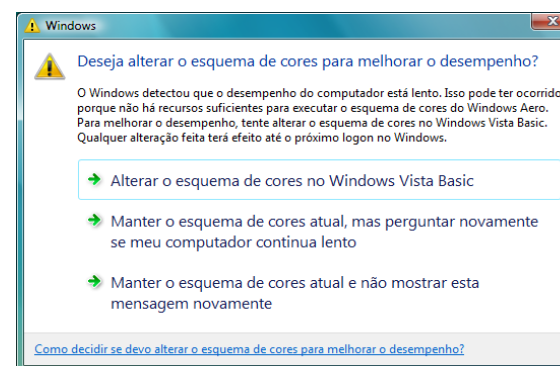 Windows
Deseja alterar o esquema de cores para melhorar o desempenho?
O Windows detectou que o desempenho do computador está lento. Isso pode ter ocorrido
porque não há recursos suficientes para executar o esquema de cores do Windows Aero.
Para melhorar o desempenho, tente alterar o esquema de cores no Windows Vista Basic.
Qualquer alteração feita terá efeito até o próximo logon no Windows.
Alterar o esquema de cores no Windows Vista Basic
Manter o esquema de cores atual, mas perguntar novamente
se meu computador continua lento
Manter o esquema de cores atual e não mostrar esta
mensagem novamente
Como decidir se devo alterar o esquema de cores para melhorar o desempenho?